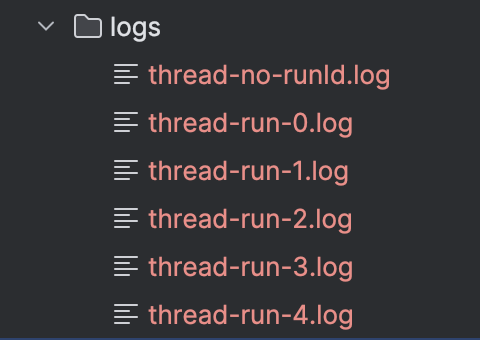 logs
thread-no-runId.log
thread-run-0.log
thread-run-1.log
thread-run-2.log
thread-run-3.log
thread-run-4.log